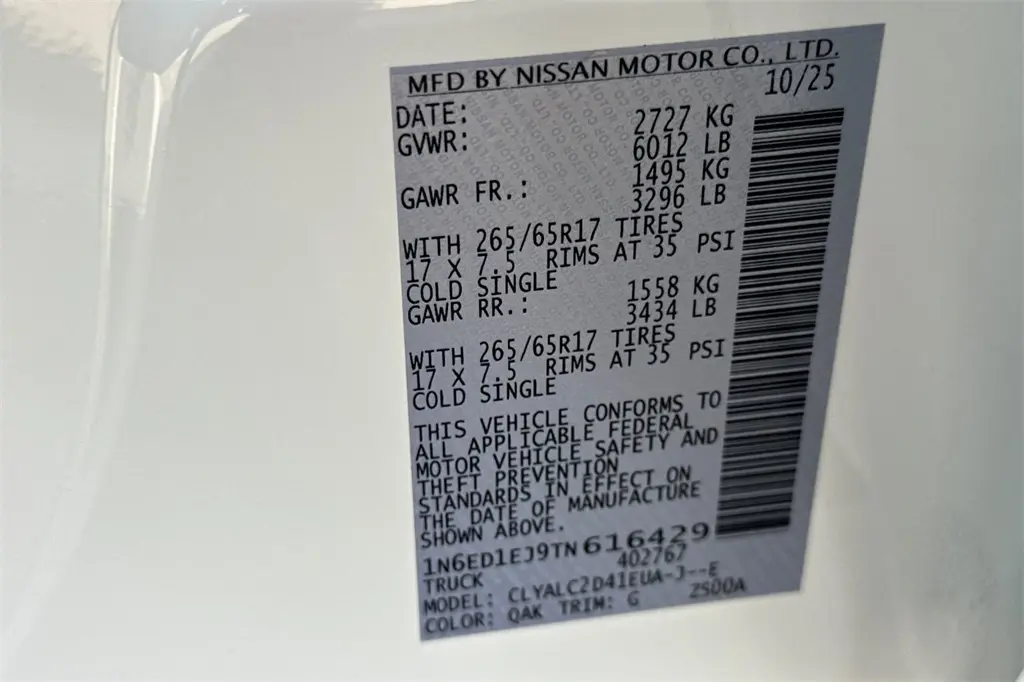 MFD BY NISSAN MOTOR CO., LTD.
DATE: 10/25
GVWR: 2727 KG
6012 LB
GAWR FR.: 1495 KG
3296 LB
WITH 265/65R17 TIRES
17 X 7.5 RIMS AT 35 PSI
COLD SINGLE
GAWR RR.: 1558 KG
3434 LB
WITH 265/65R17 TIRES
17 X 7.5 RIMS AT 35 PSI
COLD SINGLE
THIS VEHICLE CONFORMS TO
ALL APPLICABLE FEDERAL
MOTOR VEHICLE SAFETY AND
THEFT PREVENTION
STANDARDS IN EFFECT ON
THE DATE OF MANUFACTURE
SHOWN ABOVE.
1N6ED1EJ9TN616429
TRUCK 402767
MODEL: CLYALC2D41EUA-J--E
COLOR: QAK TRIM: G ZS00A